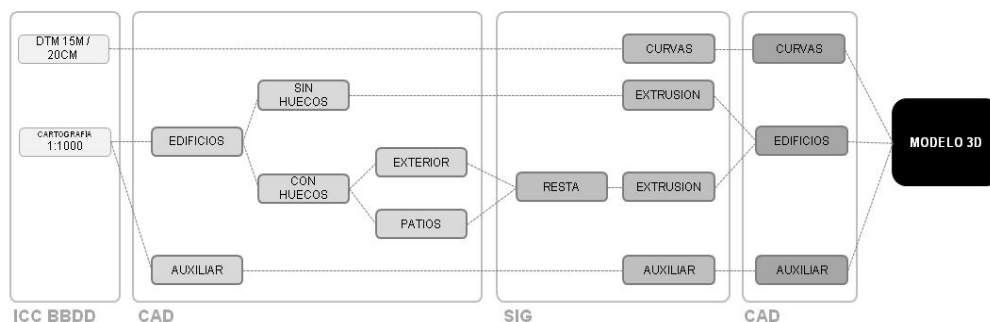 DTM 15M /
20CM
CURVAS
CURVAS
SIN
HUECOS
EXTRUSION
CARTOGRAFÍA
1:1000
EDIFICIOS
EDIFICIOS
MODELO 3D
EXTERIOR
CON
HUECOS
RESTA
EXTRUSION
PATIOS
AUXILIAR
AUXILIAR
AUXILIAR
ICC BBDD
CAD
SIG
CAD